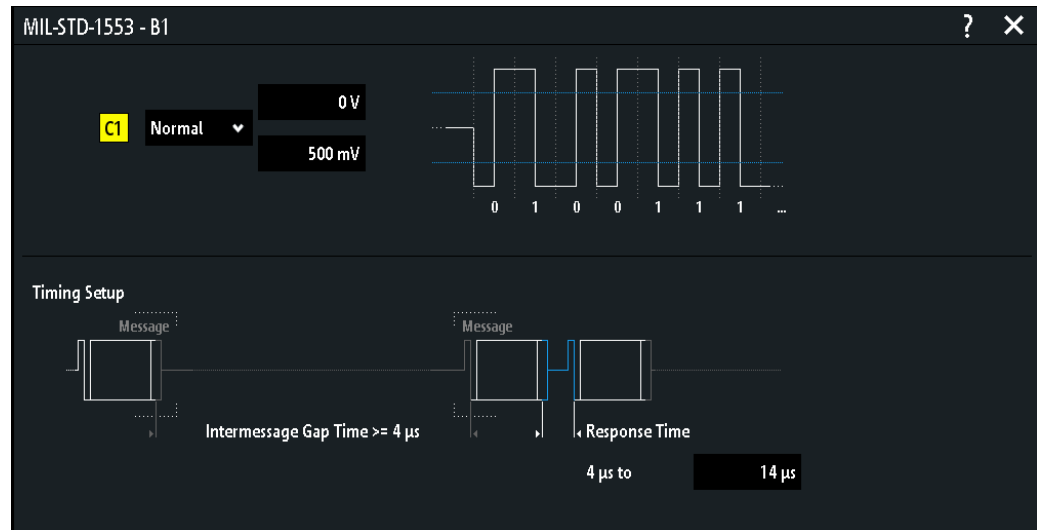 MIL-STD-1553 - B1 ? ×
0 V
C1 Normal
500 mV
0 1 0 0 1 1 1 ...
Timing Setup
Message Message
Intermessage Gap Time >= 4 µs Response Time
4 µs to 14 µs